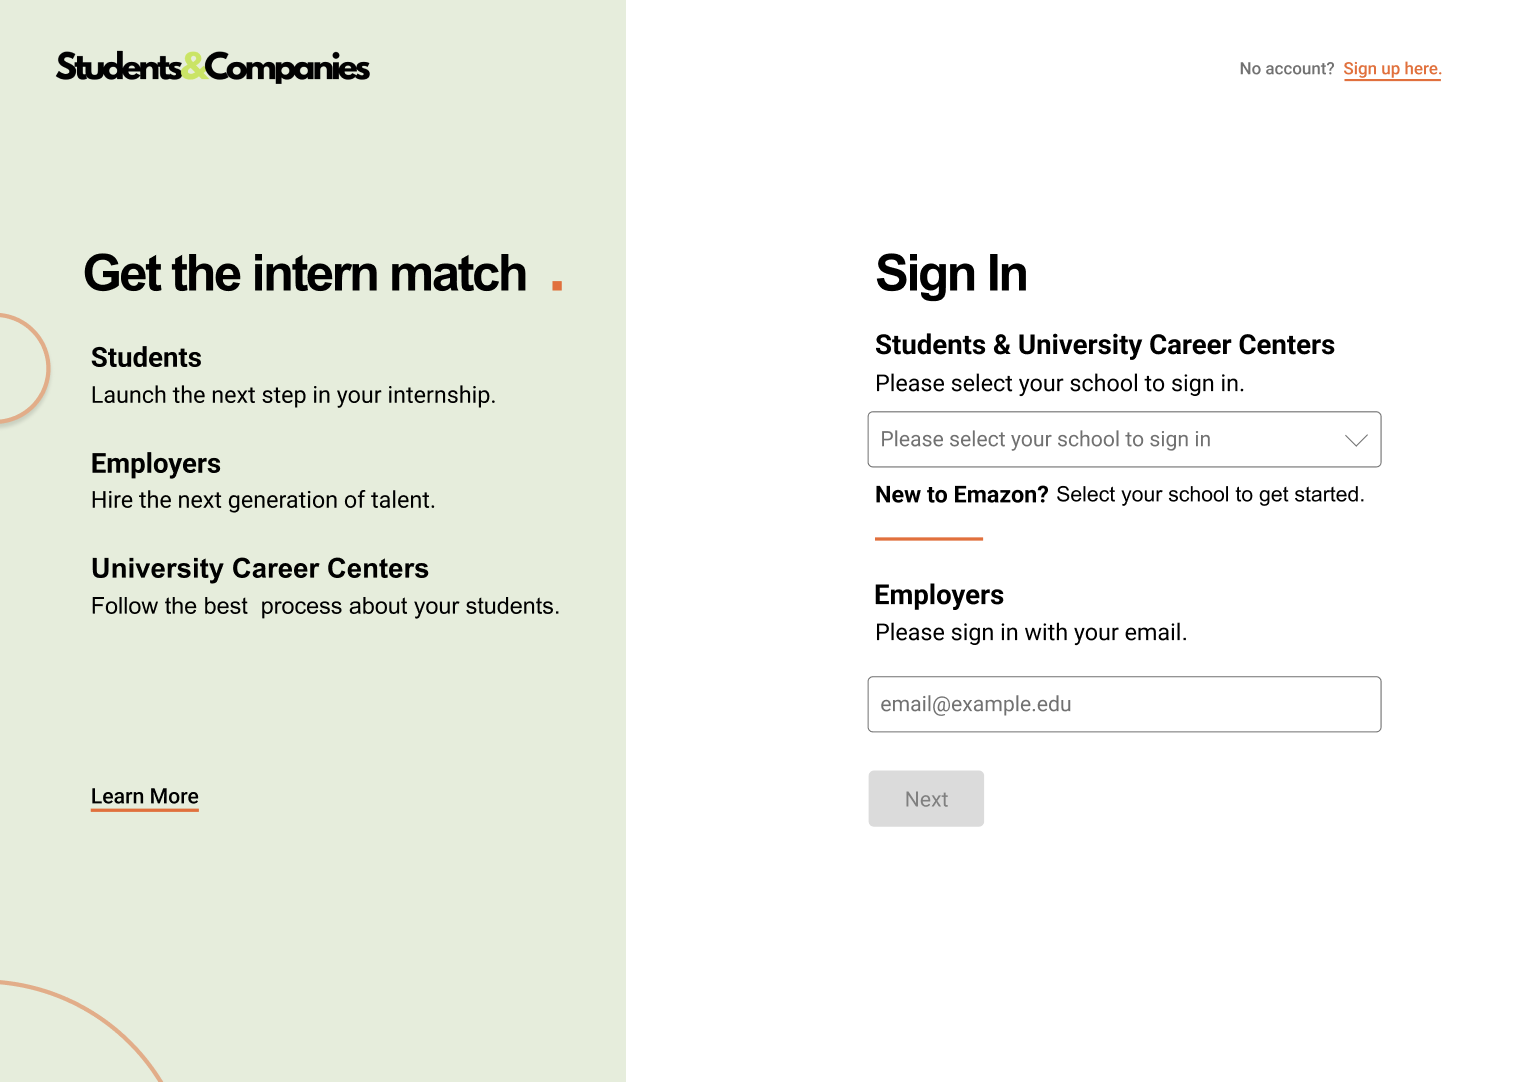 Students&Companies
No account? Sign up here.
Get the intern match .
Students
Launch the next step in your internship.
Employers
Hire the next generation of talent.
University Career Centers
Follow the best  process about your students.
Learn More
Sign In
Students & University Career Centers
Please select your school to sign in.
Please select your school to sign in
New to Emazon? Select your school to get started.
Employers
Please sign in with your email.
email@example.edu
Next